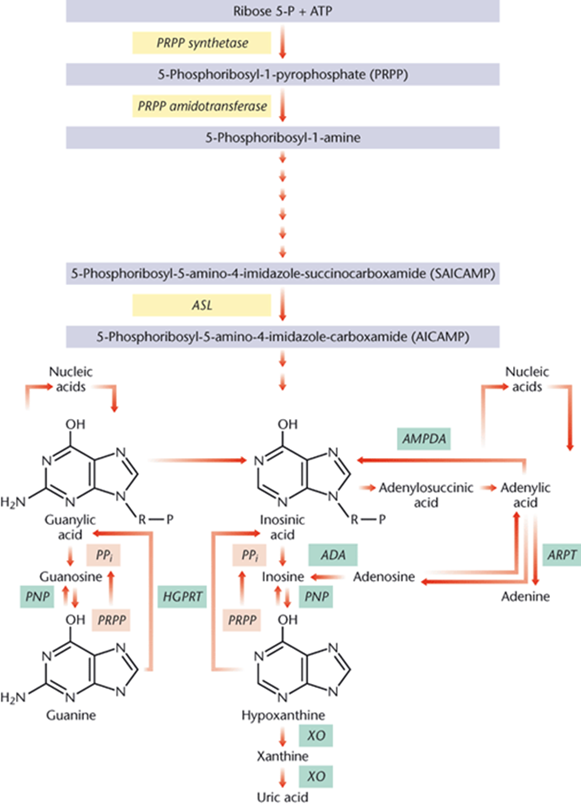 Ribose 5-P + ATP
PRPP synthetase
5-Phosphoribosyl-1-pyrophosphate (PRPP)
PRPP amidotransferase
5-Phosphoribosyl-1-amine
5-Phosphoribosyl-5-amino-4-imidazole-succinocarboxamide (SAICAMP)
ASL
5-Phosphoribosyl-5-amino-4-imidazole-carboxamide (AICAMP)
Nucleic
acids
OH
N
N
N
N
H₂N
R — P
Guanylic
acid
PPᵢ
Guanosine
PNP
PRPP
HGPRT
OH
N
N
N
N
H₂N
Guanine
OH
N
N
N
N
R — P
Inosinic
acid
PPᵢ
ADA
Inosine
PNP
PRPP
Adenosine
OH
N
N
N
N
Hypoxanthine
XO
Xanthine
XO
Uric acid
Nucleic
acids
AMPDA
Adenylosuccinic
acid
Adenylic
acid
ARPT
Adenine